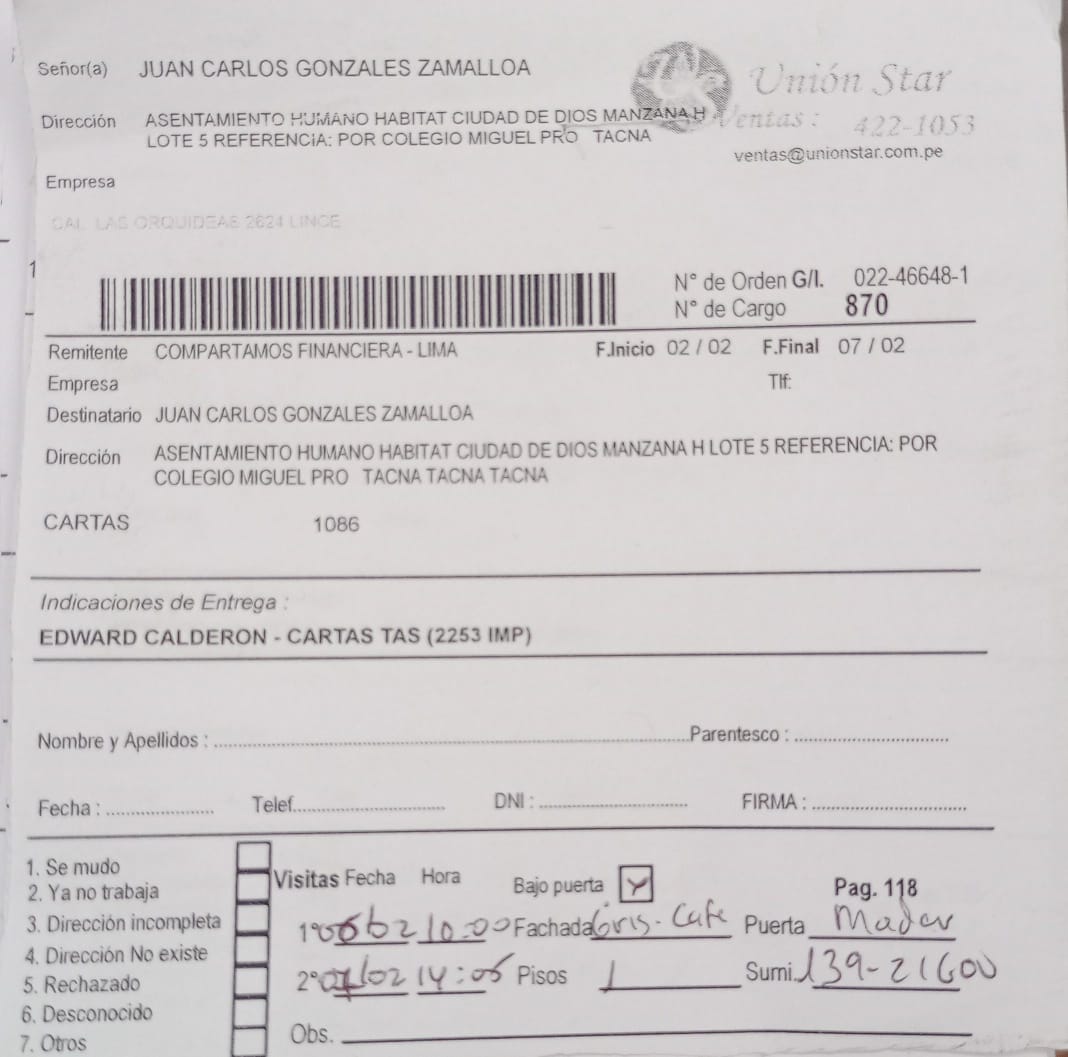 Señor(a) JUAN CARLOS GONZALES ZAMALLOA
Unión Star
Dirección ASENTAMIENTO HUMANO HABITAT CIUDAD DE DIOS MANZANA H
LOTE 5 REFERENCIA: POR COLEGIO MIGUEL PRO TACNA
Ventas : 422-1053
ventas@unionstar.com.pe
Empresa
CAL. LAS ORQUIDEAS 2624 LINCE
N° de Orden G/I. 022-46648-1
N° de Cargo 870
Remitente COMPARTAMOS FINANCIERA - LIMA F.Inicio 02 / 02 F.Final 07 / 02
Empresa Tlf:
Destinatario JUAN CARLOS GONZALES ZAMALLOA
Dirección ASENTAMIENTO HUMANO HABITAT CIUDAD DE DIOS MANZANA H LOTE 5 REFERENCIA: POR
COLEGIO MIGUEL PRO TACNA TACNA TACNA
CARTAS 1086
Indicaciones de Entrega :
EDWARD CALDERON - CARTAS TAS (2253 IMP)
Nombre y Apellidos : Parentesco :
Fecha : Telef. DNI : FIRMA :
1. Se mudo
2. Ya no trabaja
3. Dirección incompleta
4. Dirección No existe
5. Rechazado
6. Desconocido
7. Otros
Visitas Fecha Hora Bajo puerta Pag. 118
1° 10:00 Fachada Gris - Cafe Puerta Mader
2° 07/02 14:05 Pisos 1 Sumi. 139-21600
Obs.